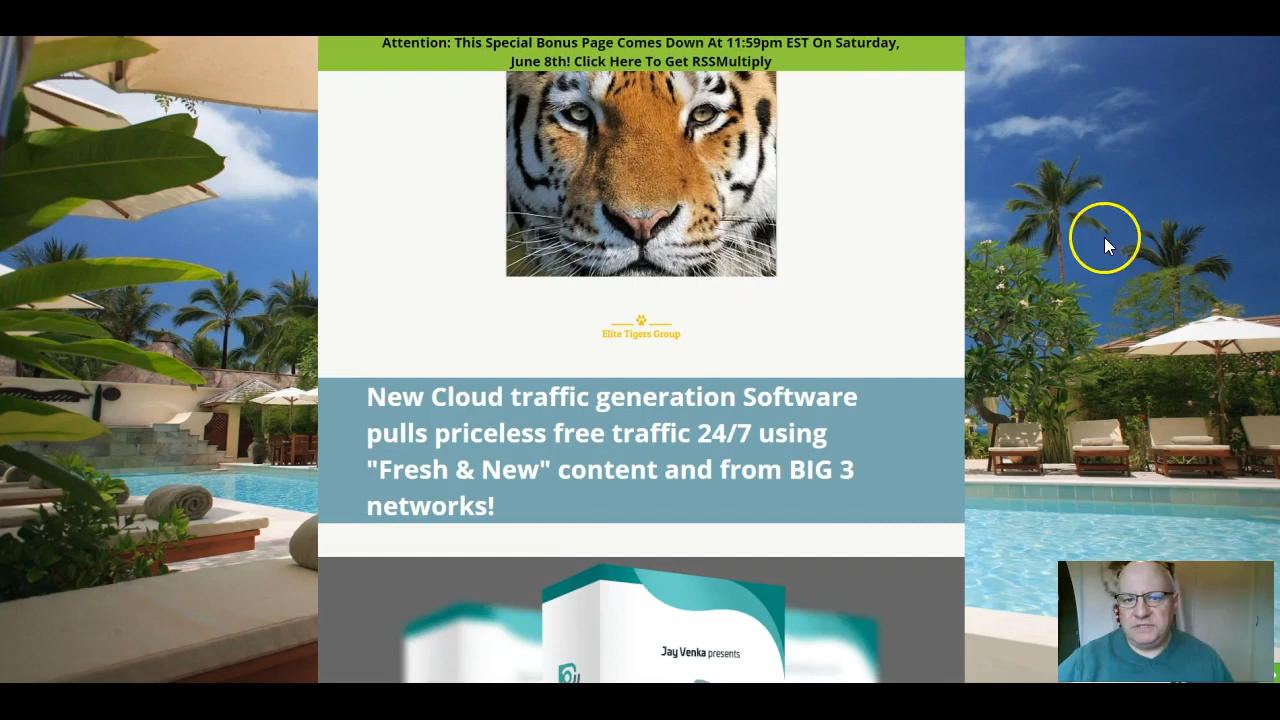 Attention: This Special Bonus Page Comes Down At 11:59pm EST On Saturday,
June 8th! Click Here To Get RSSMultiply
Elite Tigers Group
New Cloud traffic generation Software
pulls priceless free traffic 24/7 using
"Fresh & New" content and from BIG 3
networks!
Jay Venka presents